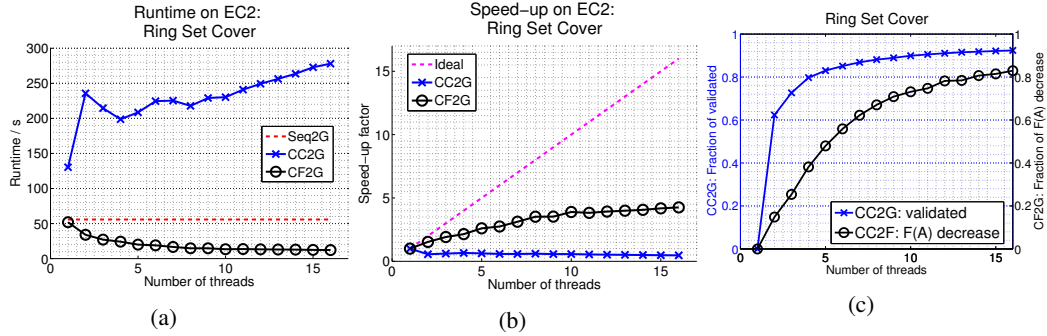 Runtime on EC2:
Ring Set Cover
300
250
200
150
100
50
0
Runtime / s
Seq2G
CC2G
CF2G
0
5
10
15
Number of threads
(a)
Speed-up on EC2:
Ring Set Cover
15
10
5
0
Speed-up factor
Ideal
CC2G
CF2G
0
5
10
15
Number of threads
(b)
Ring Set Cover
1
0.8
0.6
0.4
0.2
0
CC2G: Fraction of validated
CC2G: validated
CC2F: F(A) decrease
0
5
10
15
Number of threads
1
0.8
0.6
0.4
0.2
0
CF2G: Fraction of F(A) decrease
(c)